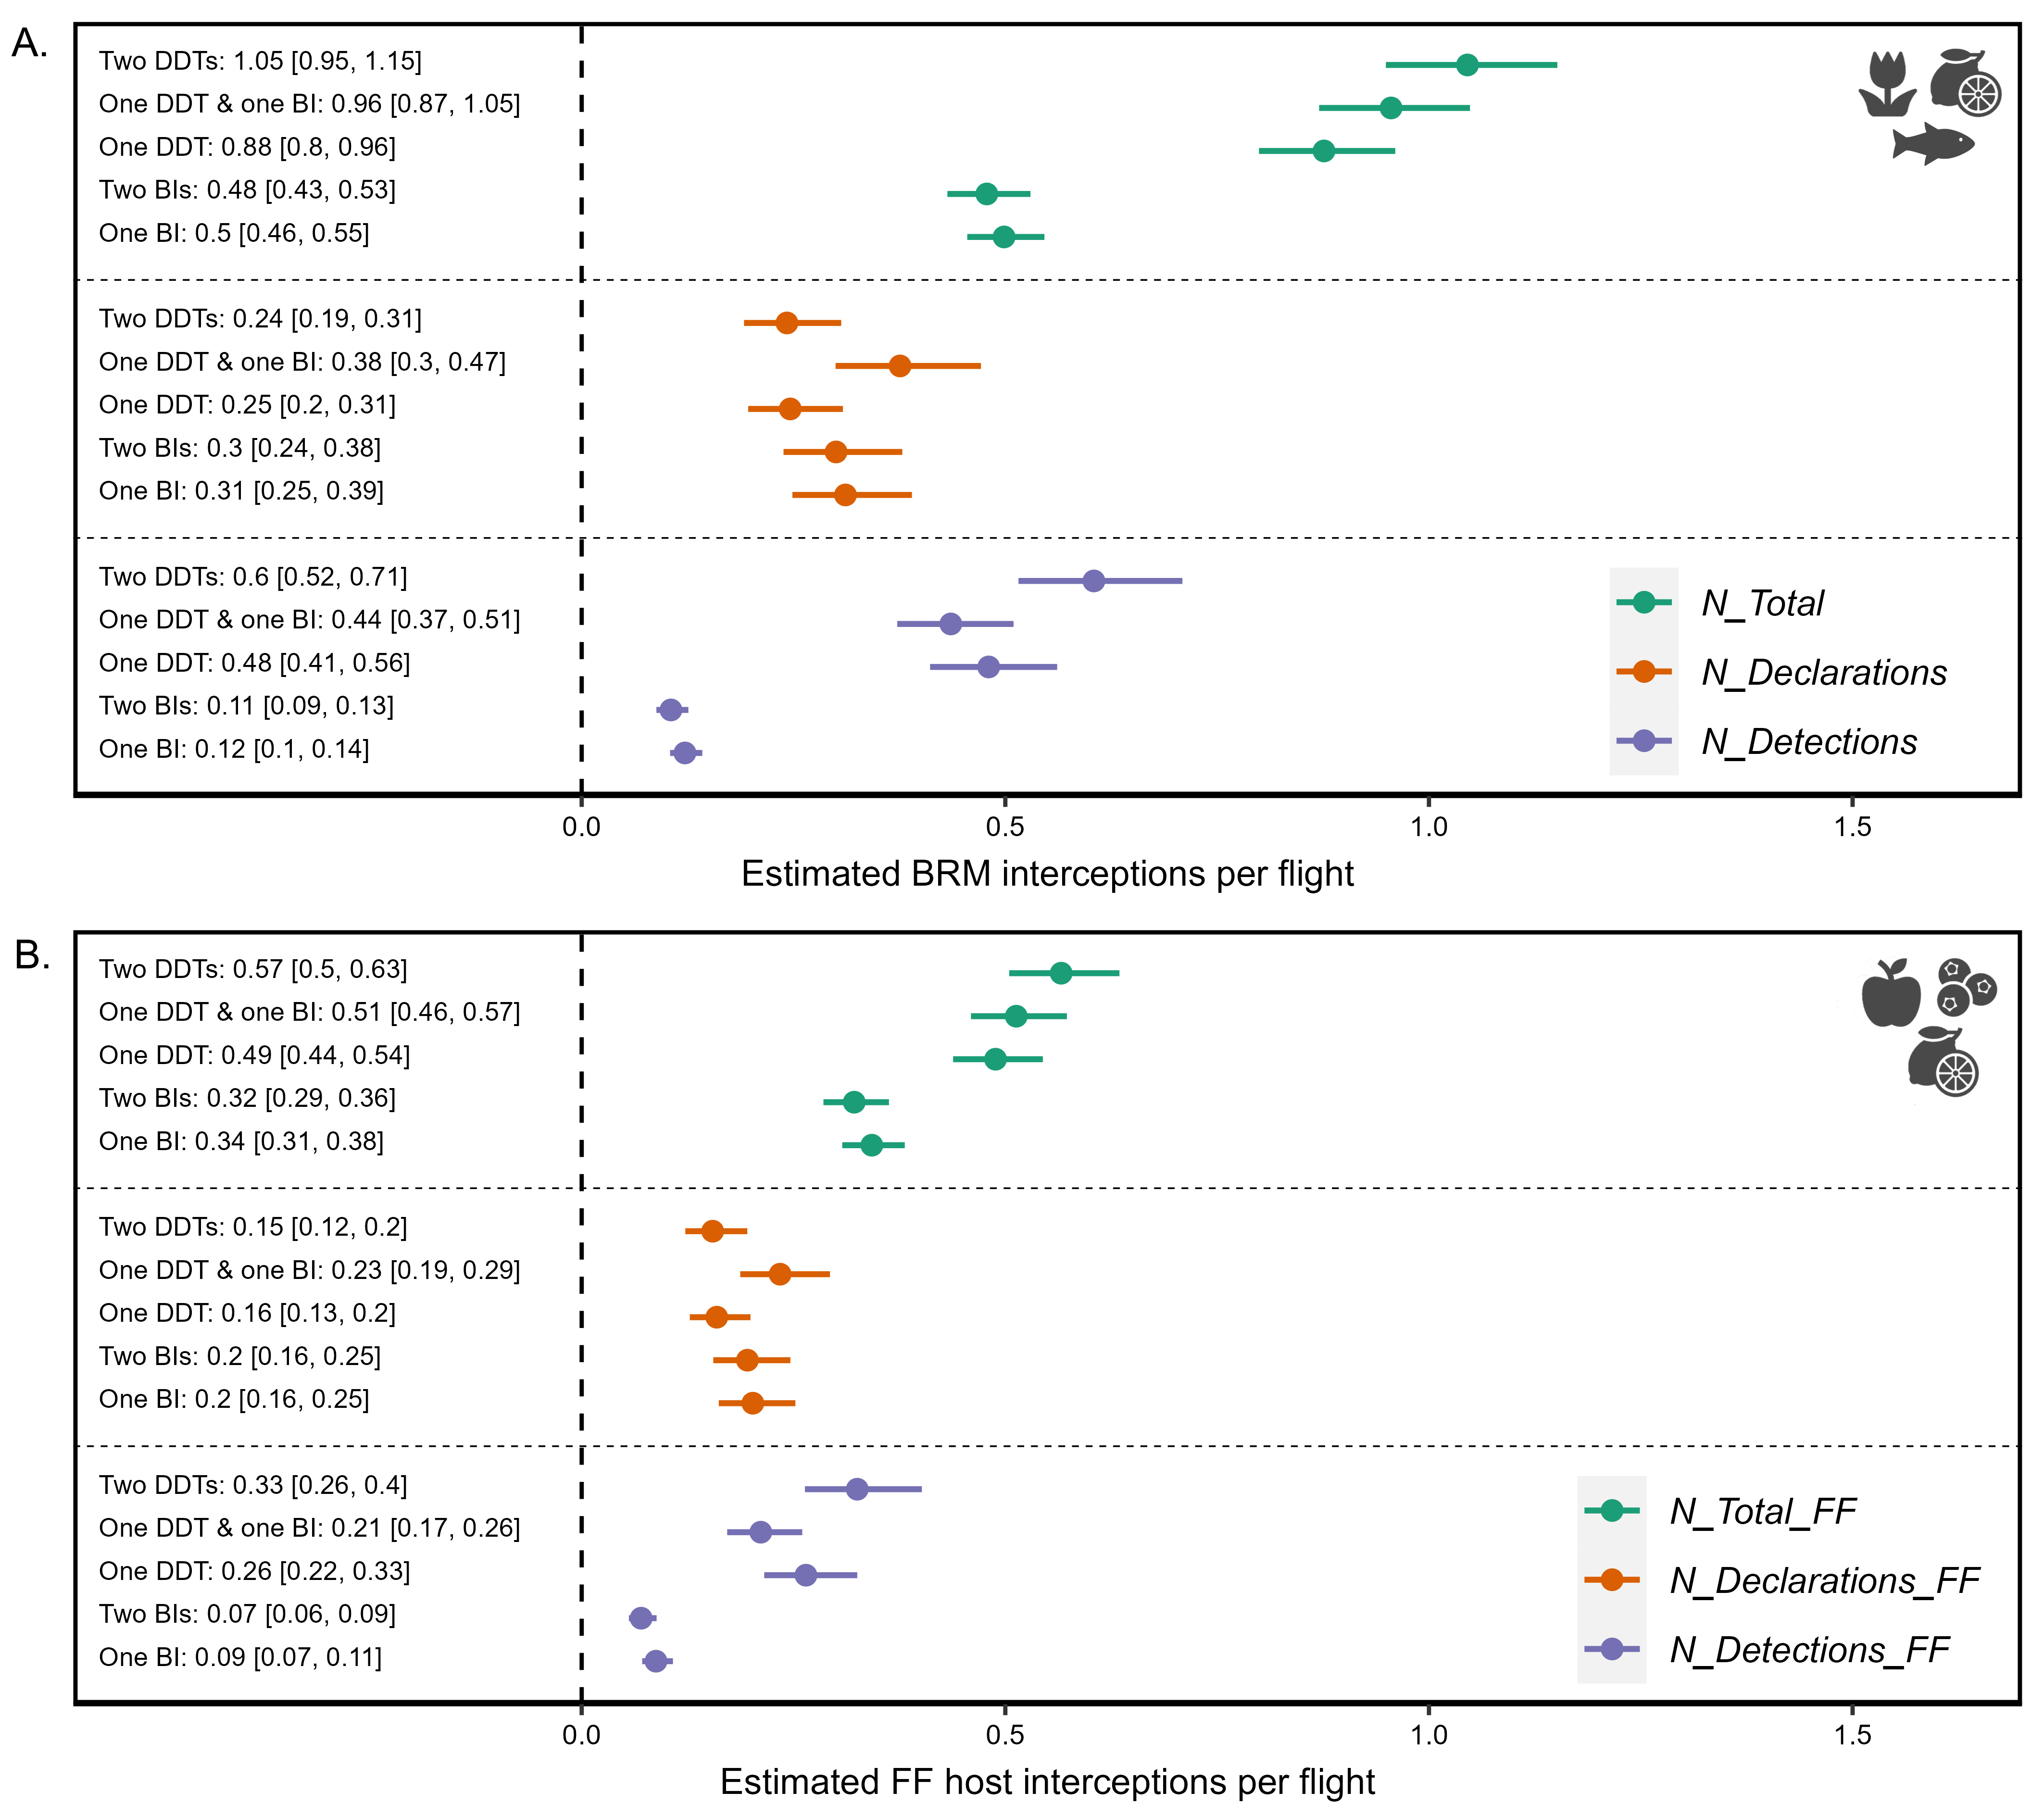 A.
Two DDTs: 1.05 [0.95, 1.15]
One DDT & one BI: 0.96 [0.87, 1.05]
One DDT: 0.88 [0.8, 0.96]
Two BIs: 0.48 [0.43, 0.53]
One BI: 0.5 [0.46, 0.55]
Two DDTs: 0.24 [0.19, 0.31]
One DDT & one BI: 0.38 [0.3, 0.47]
One DDT: 0.25 [0.2, 0.31]
Two BIs: 0.3 [0.24, 0.38]
One BI: 0.31 [0.25, 0.39]
Two DDTs: 0.6 [0.52, 0.71]
One DDT & one BI: 0.44 [0.37, 0.51]
One DDT: 0.48 [0.41, 0.56]
Two BIs: 0.11 [0.09, 0.13]
One BI: 0.12 [0.1, 0.14]
N_Total
N_Declarations
N_Detections
0.0 0.5 1.0 1.5
Estimated BRM interceptions per flight
B.
Two DDTs: 0.57 [0.5, 0.63]
One DDT & one BI: 0.51 [0.46, 0.57]
One DDT: 0.49 [0.44, 0.54]
Two BIs: 0.32 [0.29, 0.36]
One BI: 0.34 [0.31, 0.38]
Two DDTs: 0.15 [0.12, 0.2]
One DDT & one BI: 0.23 [0.19, 0.29]
One DDT: 0.16 [0.13, 0.2]
Two BIs: 0.2 [0.16, 0.25]
One BI: 0.2 [0.16, 0.25]
Two DDTs: 0.33 [0.26, 0.4]
One DDT & one BI: 0.21 [0.17, 0.26]
One DDT: 0.26 [0.22, 0.33]
Two BIs: 0.07 [0.06, 0.09]
One BI: 0.09 [0.07, 0.11]
N_Total_FF
N_Declarations_FF
N_Detections_FF
0.0 0.5 1.0 1.5
Estimated FF host interceptions per flight